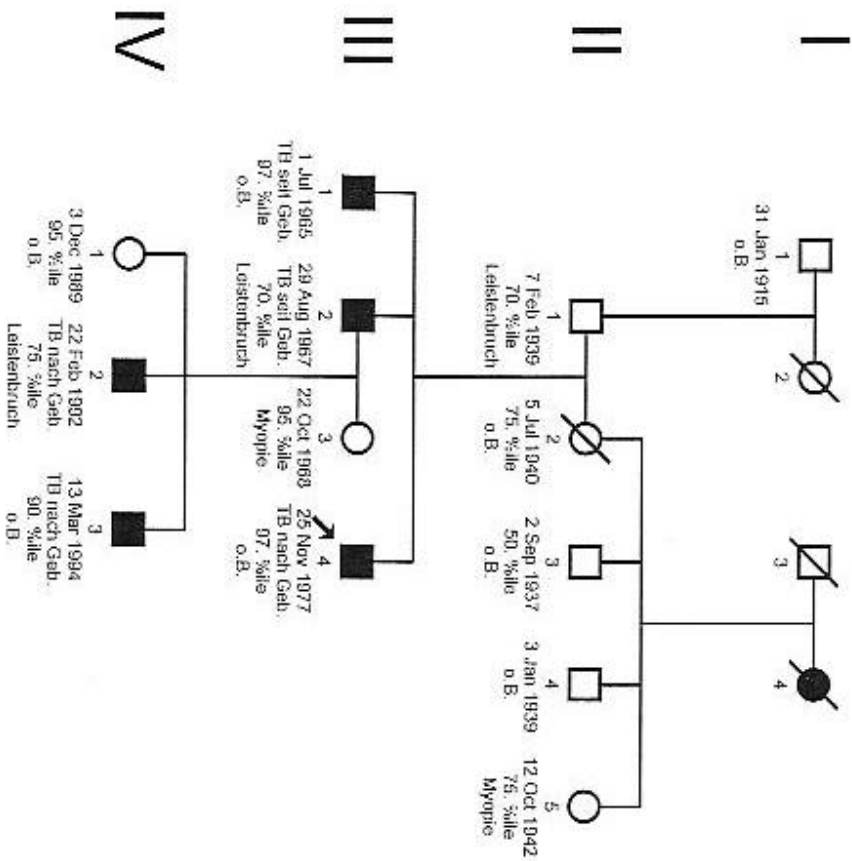 I
1
31 Jan 1915
o.B.
2
3
4
II
1
7 Feb 1939
70. %ile
Leistenbruch
2
5 Jul 1940
75. %ile
o.B.
3
2 Sep 1937
50. %ile
o.B.
4
3 Jan 1939
o.B.
5
12 Oct 1942
75. %ile
Myopie
III
1
1 Jul 1965
TB seit Geb.
97. %ile
o.B.
2
29 Aug 1967
TB seit Geb.
70. %ile
Leistenbruch
3
22 Oct 1968
95. %ile
Myopie
4
25 Nov 1977
TB nach Geb.
97. %ile
o.B.
IV
1
3 Dec 1989
95. %ile
o.B.
2
22 Feb 1992
TB nach Geb.
75. %ile
Leistenbruch
3
13 Mar 1994
TB nach Geb.
90. %ile
o.B.